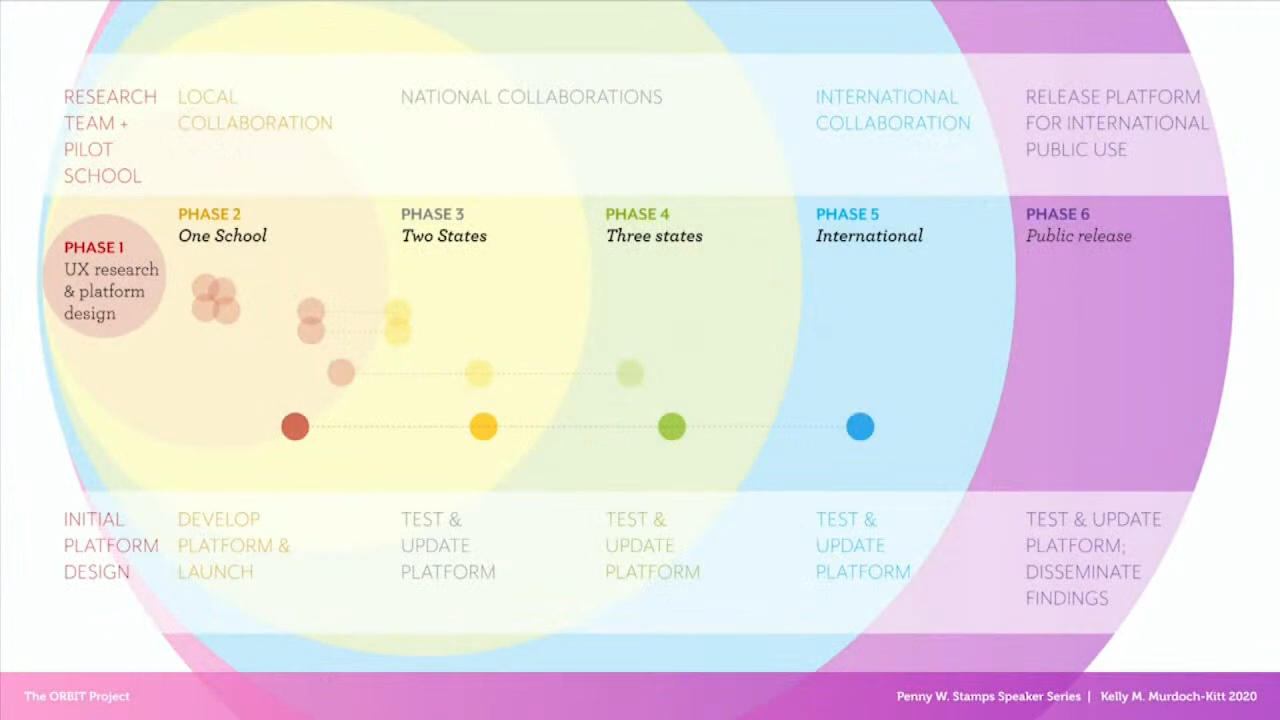 RESEARCH
TEAM +
PILOT
SCHOOL
LOCAL
COLLABORATION
NATIONAL COLLABORATIONS
INTERNATIONAL
COLLABORATION
RELEASE PLATFORM
FOR INTERNATIONAL
PUBLIC USE
PHASE 1
UX research
& platform
design
PHASE 2
One School
PHASE 3
Two States
PHASE 4
Three states
PHASE 5
International
PHASE 6
Public release
INITIAL
PLATFORM
DESIGN
DEVELOP
PLATFORM &
LAUNCH
TEST &
UPDATE
PLATFORM
TEST &
UPDATE
PLATFORM
TEST &
UPDATE
PLATFORM
TEST & UPDATE
PLATFORM;
DISSEMINATE
FINDINGS
The ORBIT Project
Penny W. Stamps Speaker Series | Kelly M. Murdoch-Kitt 2020